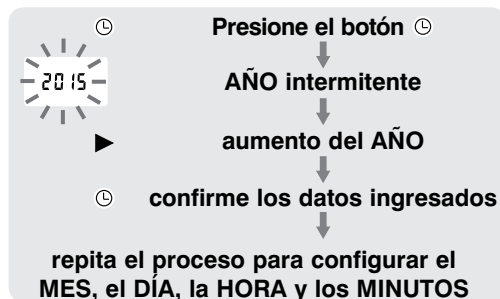 Presione el botón
2015
AÑO intermitente
aumento del AÑO
confirme los datos ingresados
repita el proceso para configurar el
MES, el DÍA, la HORA y los MINUTOS